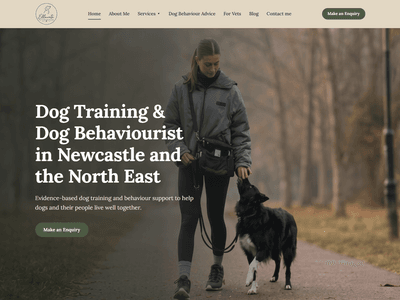 Home About Me Services Dog Behaviour Advice For Vets Blog Contact me Make an Enquiry
Dog Training &
Dog Behaviourist
in Newcastle and
the North East
Evidence-based dog training and behaviour support to help
dogs and their people live well together.
Make an Enquiry